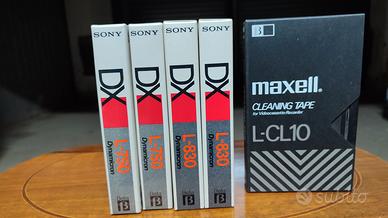 SONY
DX
Dynamicron
L-750
Beta
SONY
DX
Dynamicron
L-750
Beta
SONY
DX
Dynamicron
L-830
Beta
SONY
DX
Dynamicron
L-830
Beta
B
maxell.
CLEANING TAPE
for Videocassette Recorder
L-CL10
subito